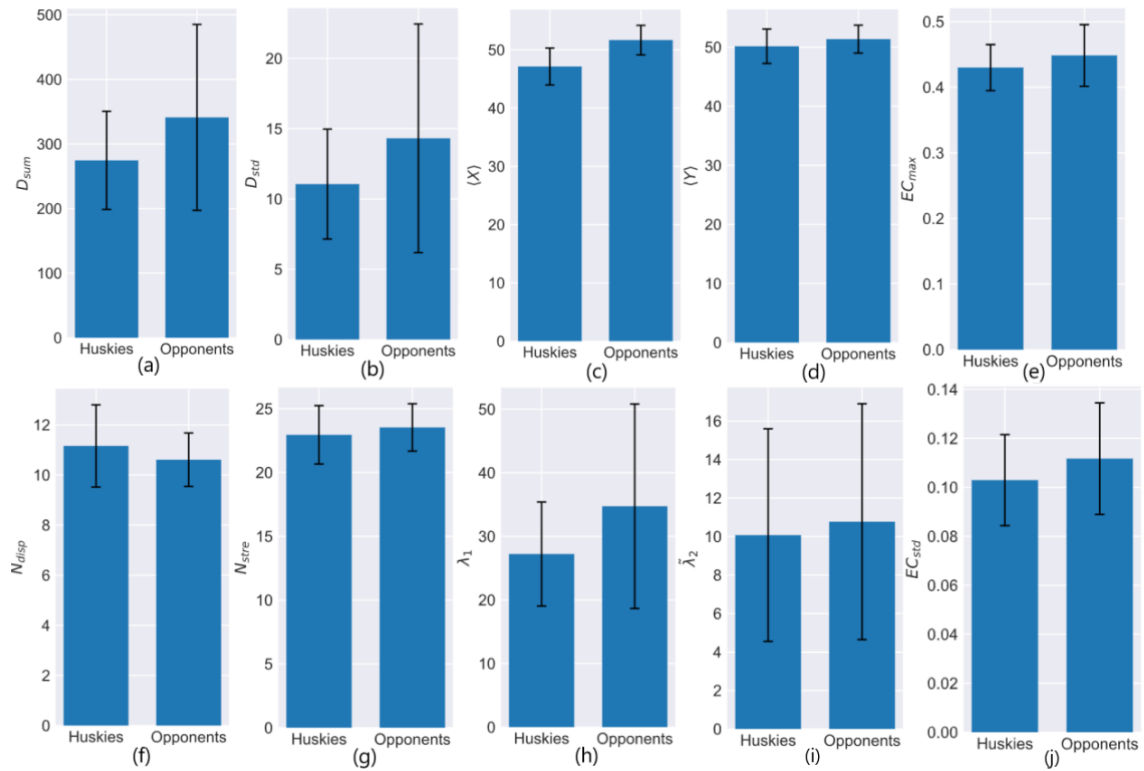 500
400
300
200
100
0
D_sum
Huskies Opponents
(a)
20
15
10
5
0
D_std
Huskies Opponents
(b)
50
40
30
20
10
0
⟨X⟩
Huskies Opponents
(c)
50
40
30
20
10
0
⟨Y⟩
Huskies Opponents
(d)
0.5
0.4
0.3
0.2
0.1
0.0
EC_max
Huskies Opponents
(e)
12
10
8
6
4
2
0
N_disp
Huskies Opponents
(f)
25
20
15
10
5
0
N_stre
Huskies Opponents
(g)
50
40
30
20
10
0
λ₁
Huskies Opponents
(h)
16
14
12
10
8
6
4
2
0
λ̃₂
Huskies Opponents
(i)
0.14
0.12
0.10
0.08
0.06
0.04
0.02
0.00
EC_std
Huskies Opponents
(j)